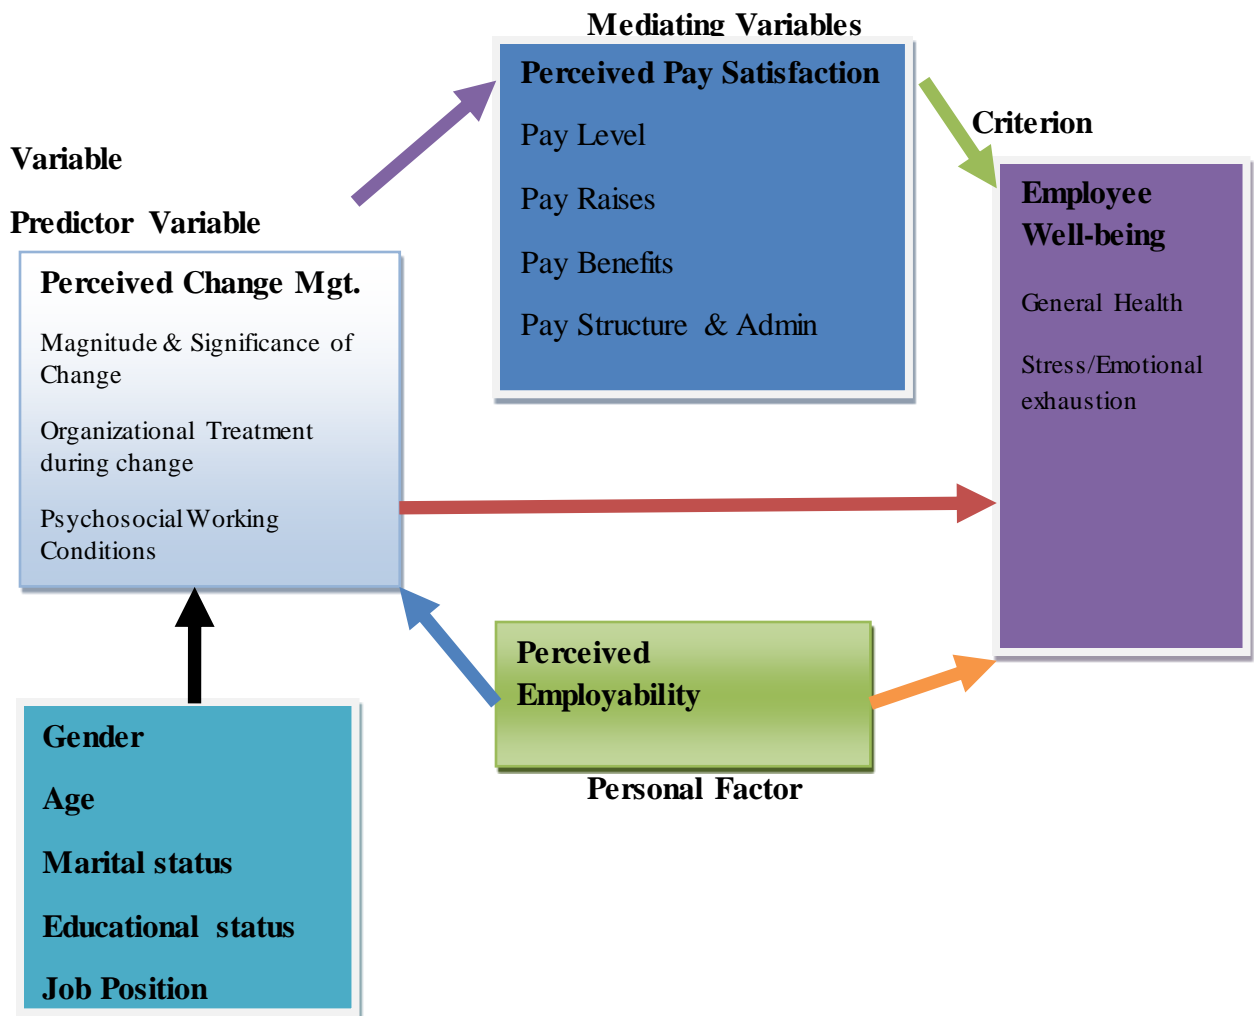 Mediating Variables
Perceived Pay Satisfaction
Pay Level
Pay Raises
Pay Benefits
Pay Structure & Admin
Criterion
Variable
Predictor Variable
Employee
Well-being
General Health
Stress/Emotional
exhaustion
Perceived Change Mgt.
Magnitude & Significance of
Change
Organizational Treatment
during change
Psychosocial Working
Conditions
Perceived
Employability
Personal Factor
Gender
Age
Marital status
Educational status
Job Position